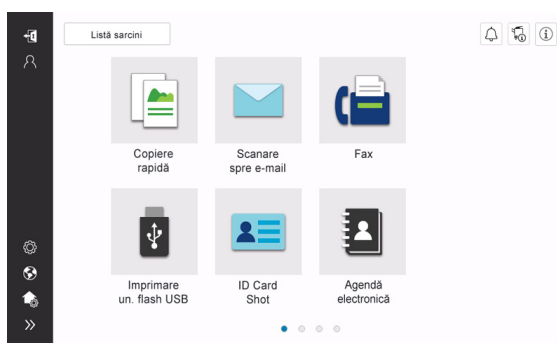 Listă sarcini
Copiere
rapidă
Scanare
spre e-mail
Fax
Imprimare
un. flash USB
ID Card
Shot
Agendă
electronică